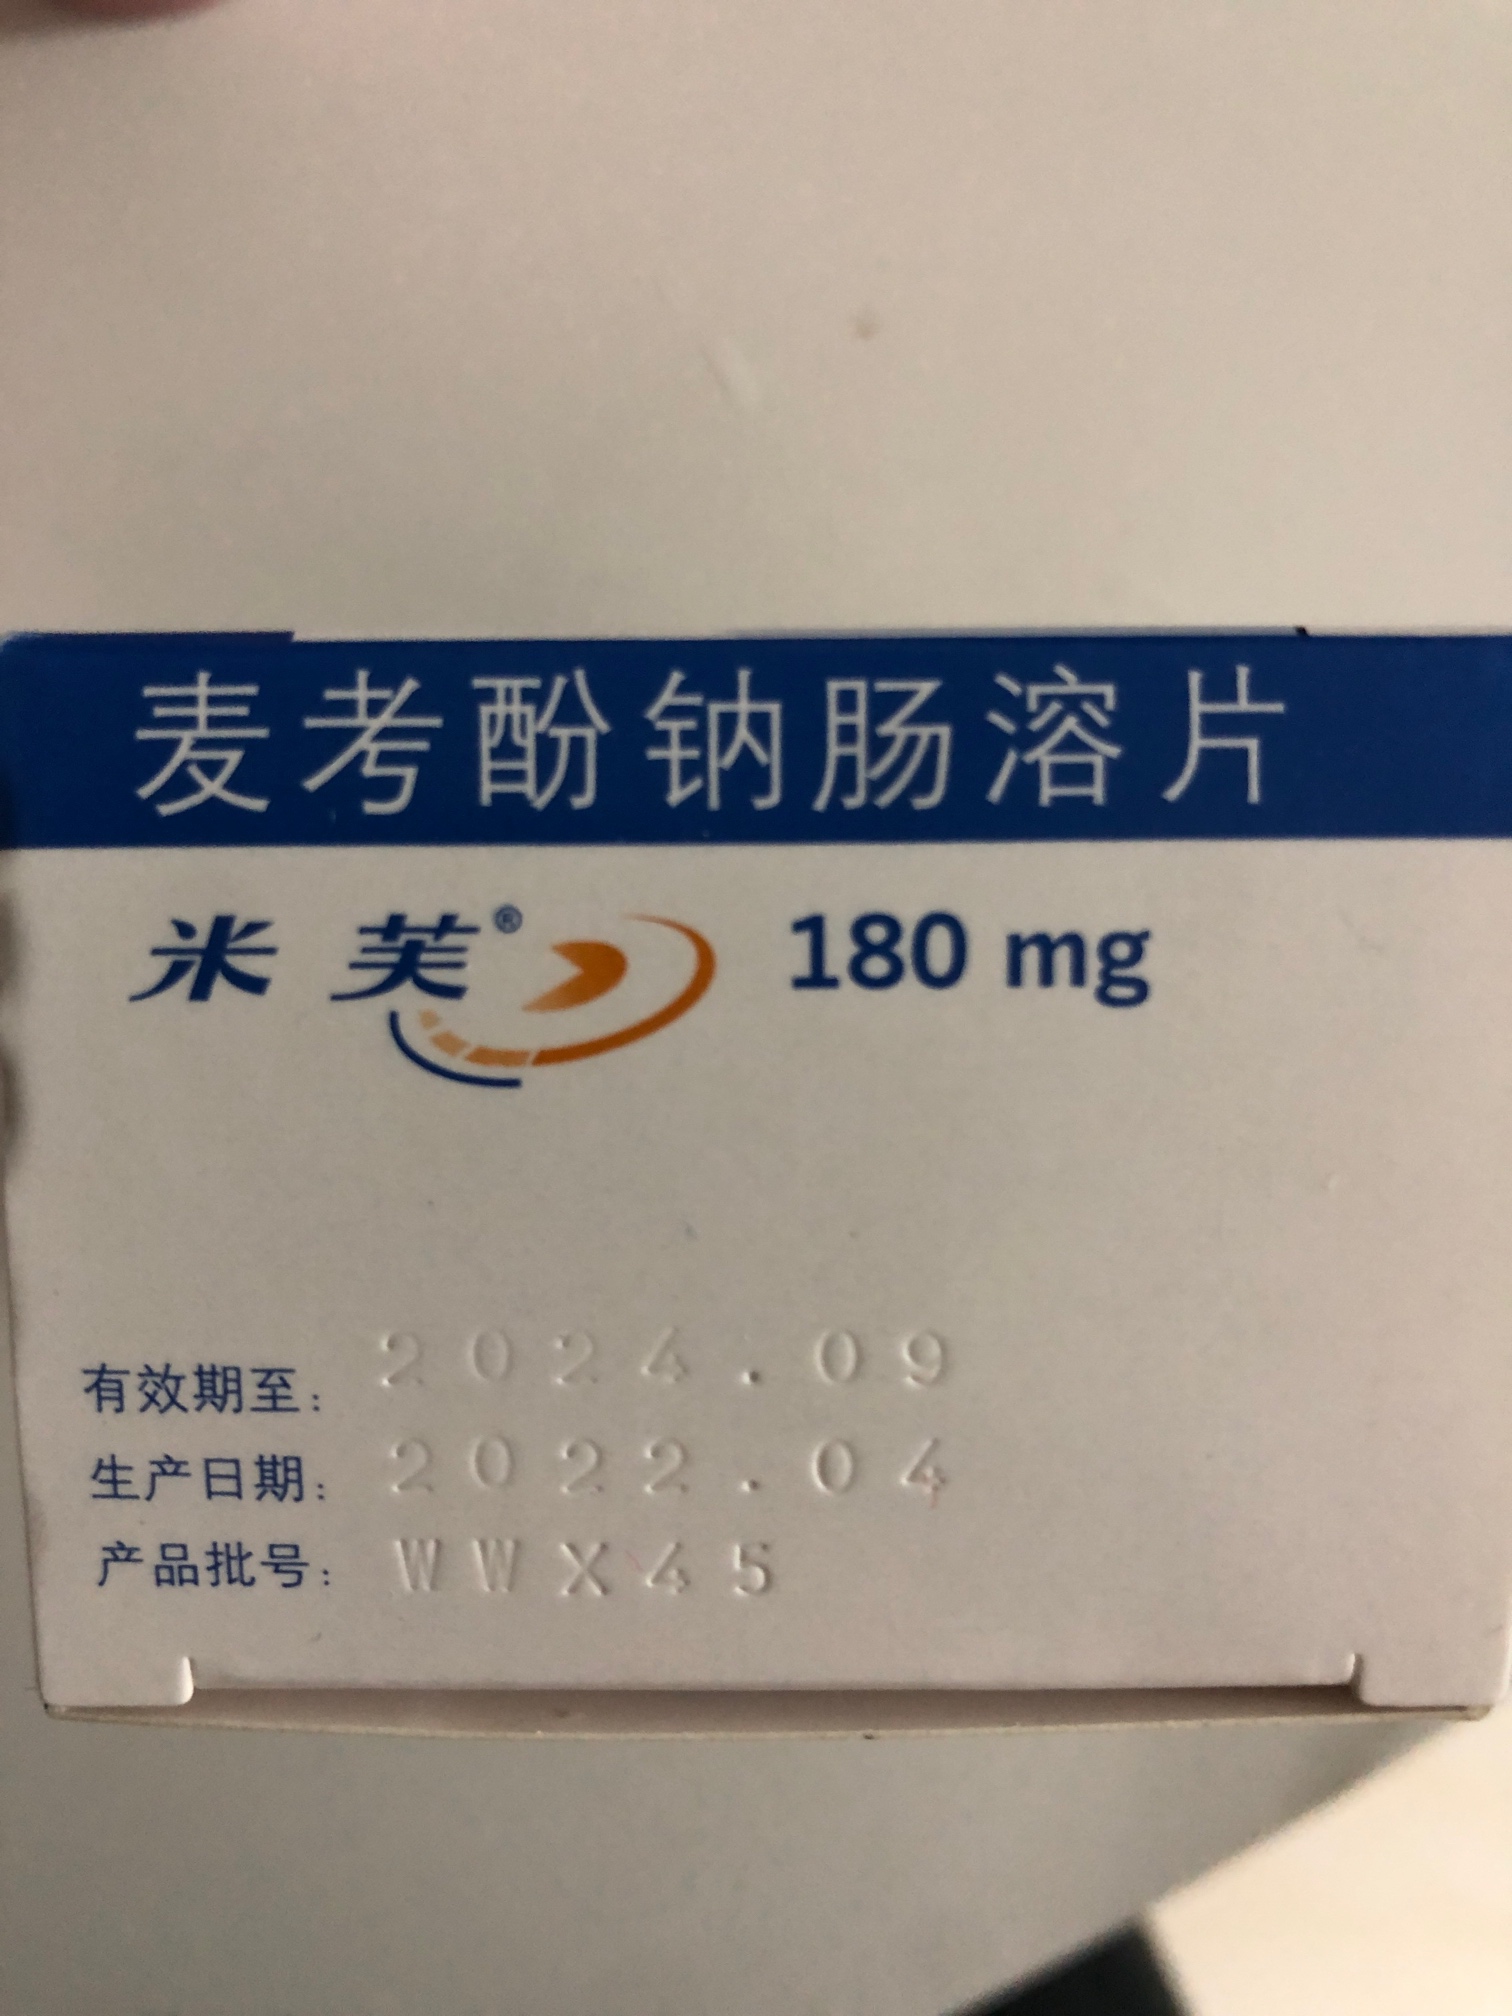 麦考酚钠肠溶片
米芙® 180 mg
有效期至：2024.09
生产日期：2022.04
产品批号：WWX45